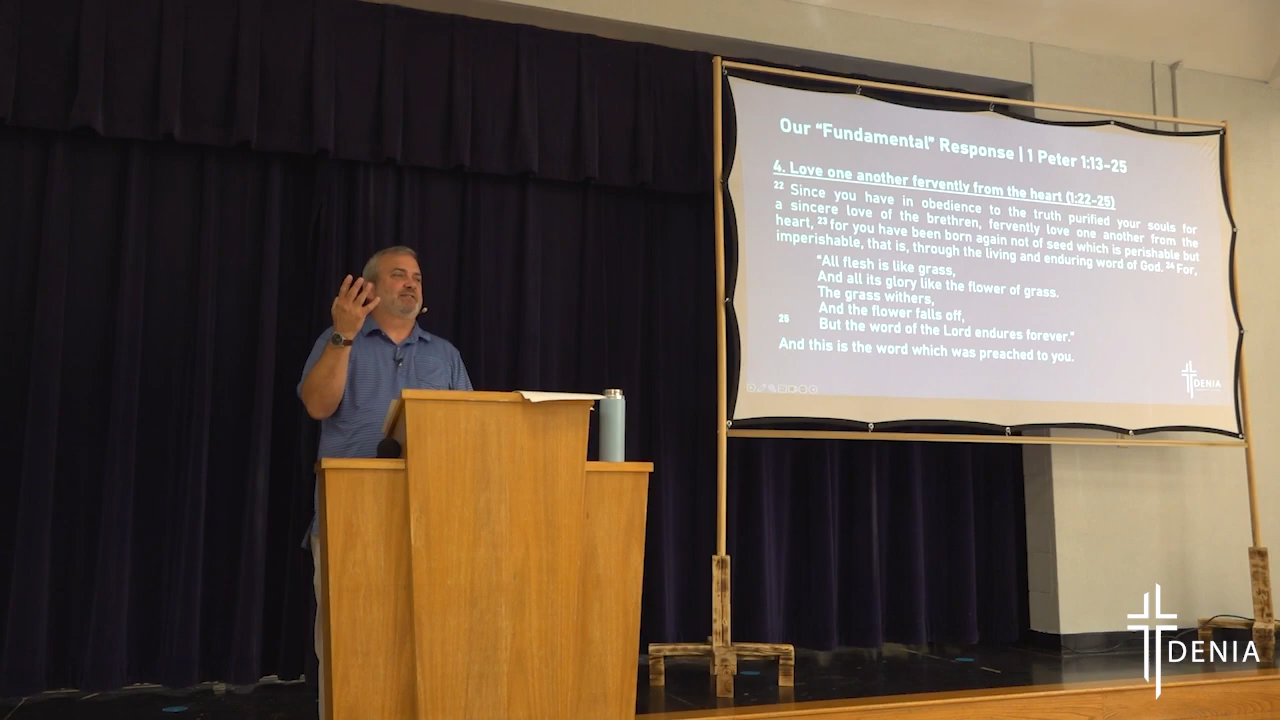 Our “Fundamental” Response | 1 Peter 1:13-25
4. Love one another fervently from the heart (1:22-25)
22 Since you have in obedience to the truth purified your souls for
a sincere love of the brethren, fervently love one another from the
heart, 23 for you have been born again not of seed which is perishable but
imperishable, that is, through the living and enduring word of God. 24 For,
“All flesh is like grass,
And all its glory like the flower of grass.
The grass withers,
And the flower falls off,
25 But the word of the Lord endures forever.”
And this is the word which was preached to you.
DENIA
DENIA